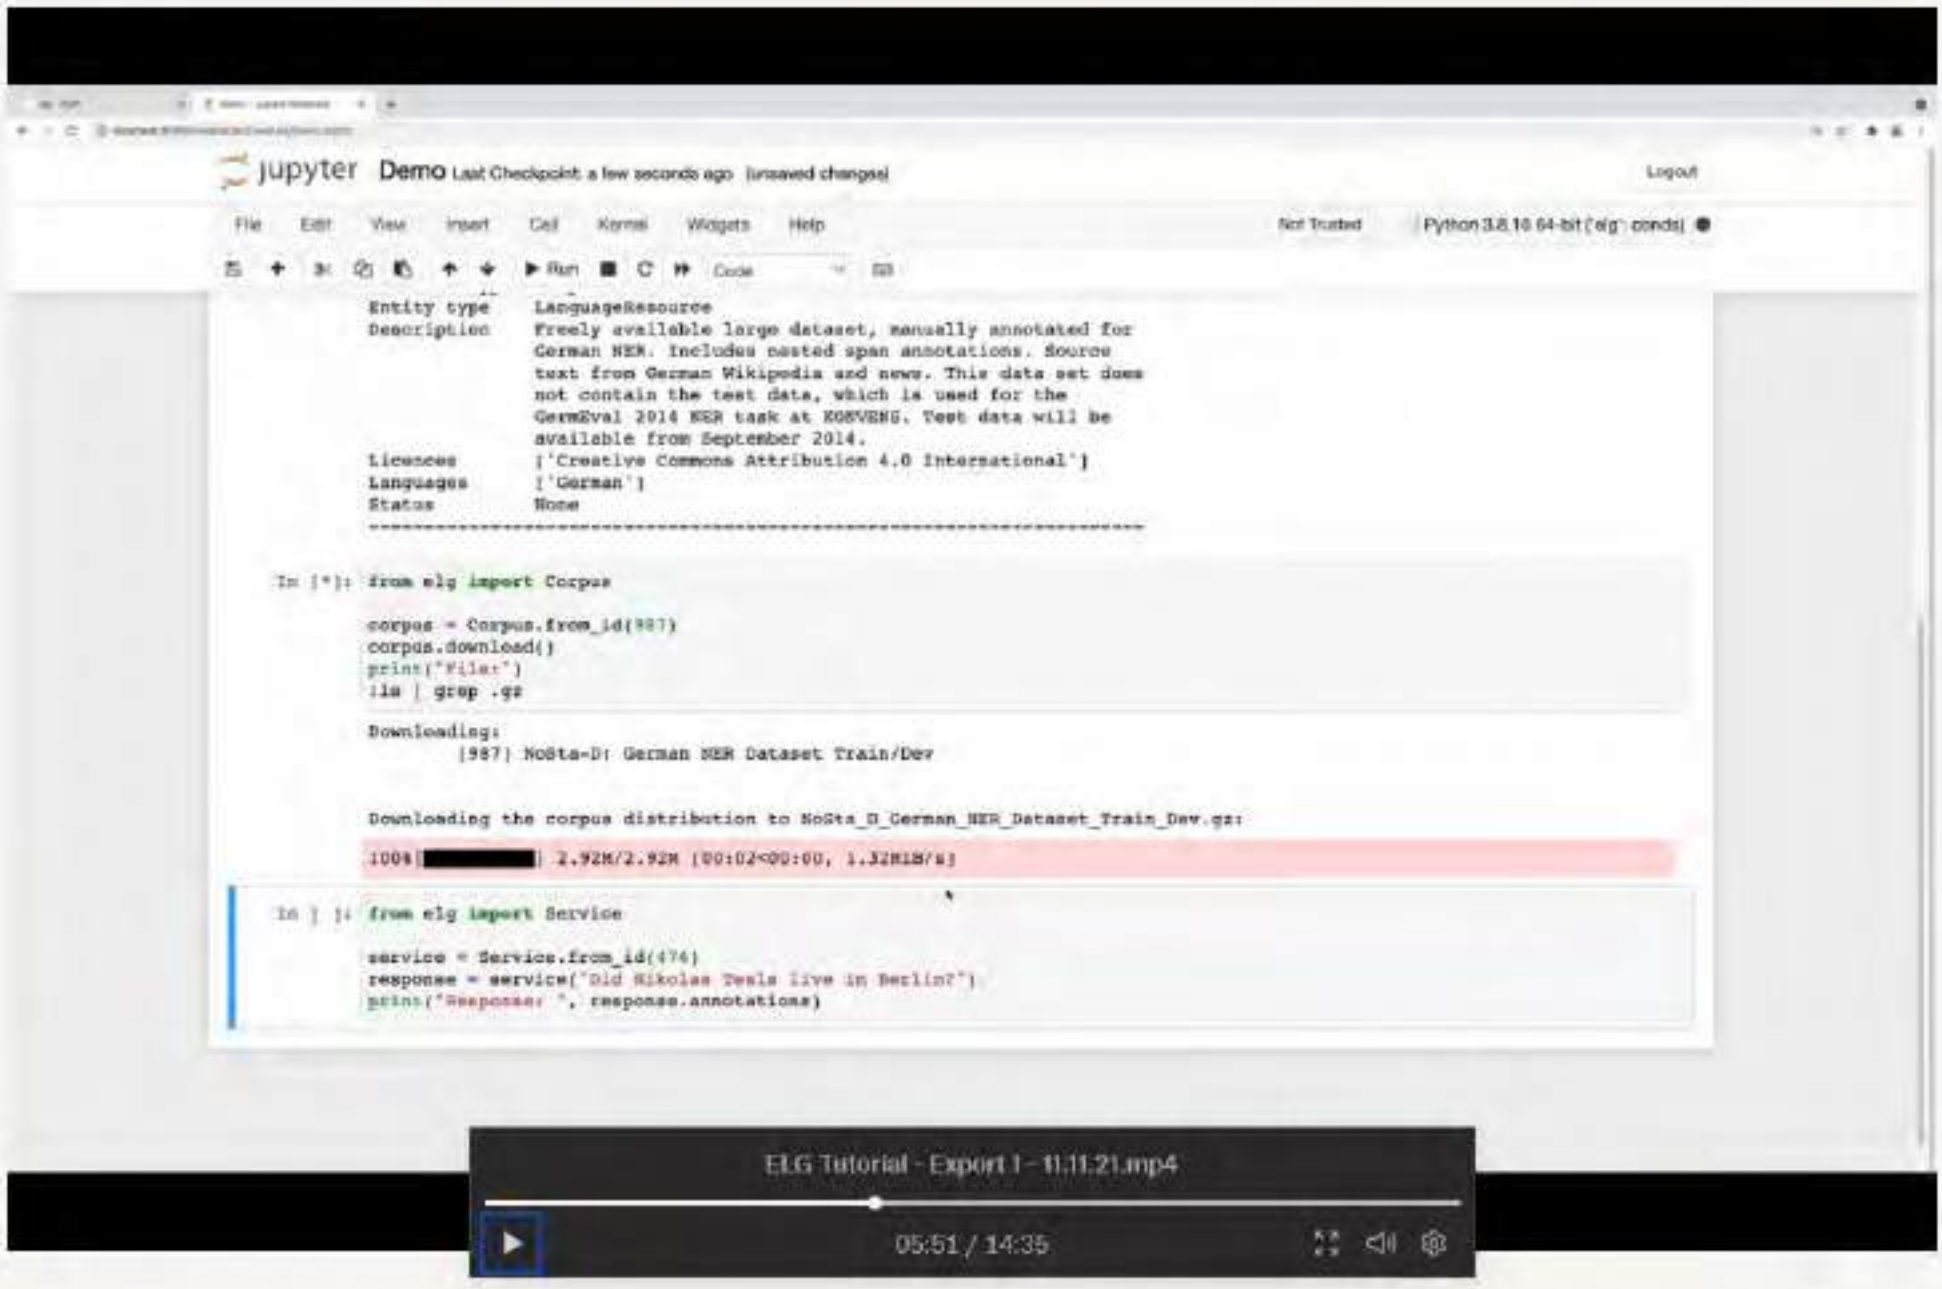 jupyter Demo Last Checkpoint: a few seconds ago (unsaved changes)
Logout
File Edit View Insert Cell Kernel Widgets Help
Not Trusted
Python 3.8.10 64-bit ('elg': conda)
Run
Code
Entity type LanguageResource
Description Freely available large dataset, manually annotated for
German NER. Includes nested span annotations. Source
text from German Wikipedia and news. This data set does
not contain the test data, which is used for the
GermEval 2014 NER task at KONVENS. Test data will be
available from September 2014.
Licences ['Creative Commons Attribution 4.0 International']
Languages ['German']
Status None
In [*]: from elg import Corpus
corpus = Corpus.from_id(987)
corpus.download()
print("File:")
!ls | grep .gz
Downloading:
[987] NoSta-D: German NER Dataset Train/Dev
Downloading the corpus distribution to NoSta_D_German_NER_Dataset_Train_Dev.gz:
100%| | 2.92M/2.92M [00:02<00:00, 1.32MiB/s]
In [ ]: from elg import Service
service = Service.from_id(474)
response = service("Did Nikolas Tesla live in Berlin?")
print("Response: ", response.annotations)
ELG Tutorial - Export 1 - 11.11.21.mp4
05:51 / 14:35